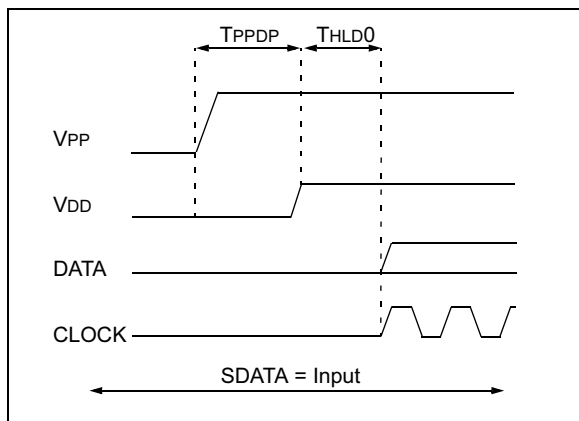 TPPDP THLD0
VPP
VDD
DATA
CLOCK
SDATA = Input